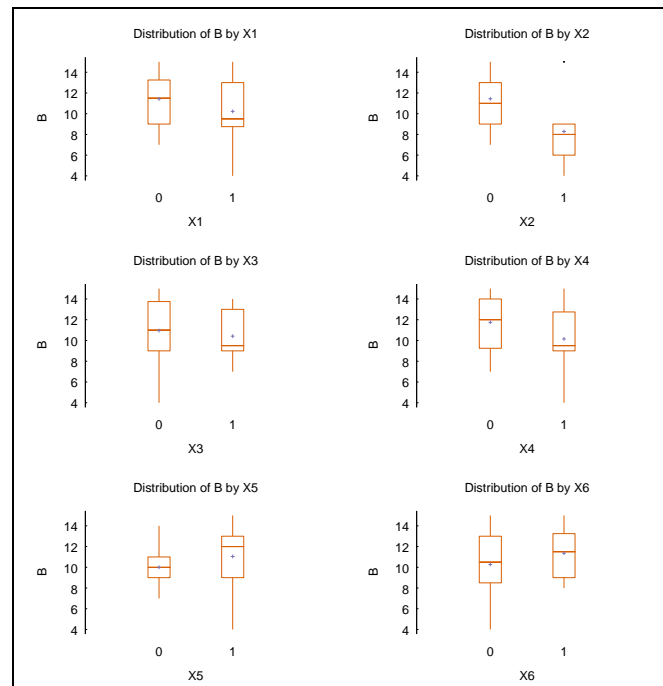 Distribution of B by X1
14
12
10
8
6
4
B
0 1
X1
Distribution of B by X2
14
12
10
8
6
4
B
0 1
X2
Distribution of B by X3
14
12
10
8
6
4
B
0 1
X3
Distribution of B by X4
14
12
10
8
6
4
B
0 1
X4
Distribution of B by X5
14
12
10
8
6
4
B
0 1
X5
Distribution of B by X6
14
12
10
8
6
4
B
0 1
X6